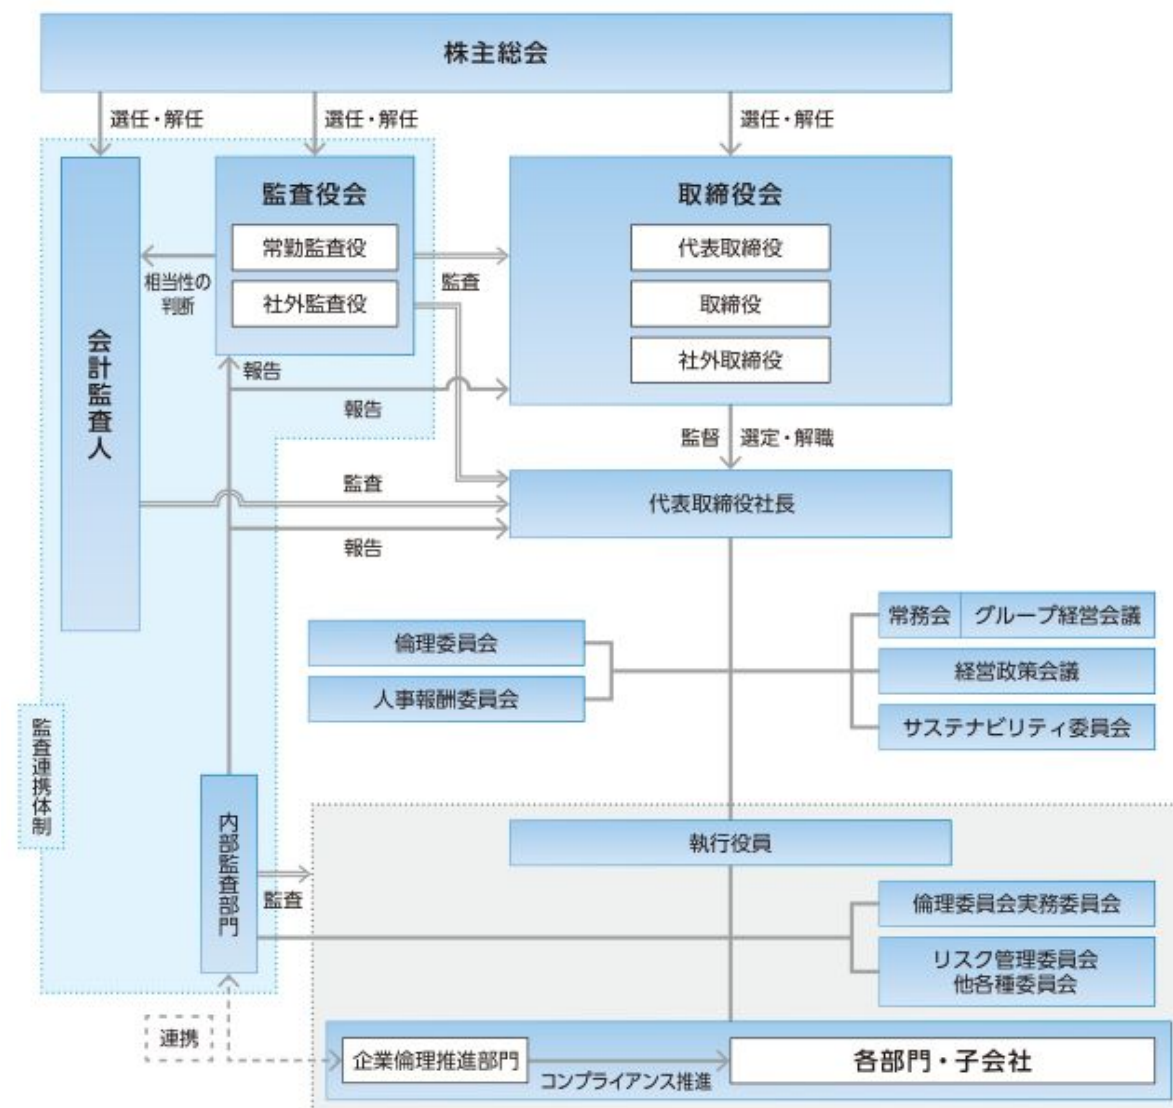 株主総会
選任・解任
選任・解任
選任・解任
監査役会
常勤監査役
社外監査役
取締役会
代表取締役
取締役
社外取締役
相当性の
判断
監査
会計監査人
報告
報告
監督
選定・解職
監査
代表取締役社長
報告
倫理委員会
人事報酬委員会
常務会
グループ経営会議
経営政策会議
サステナビリティ委員会
監査連携体制
内部監査部門
監査
執行役員
倫理委員会実務委員会
リスク管理委員会
他各種委員会
連携
企業倫理推進部門
コンプライアンス推進
各部門・子会社